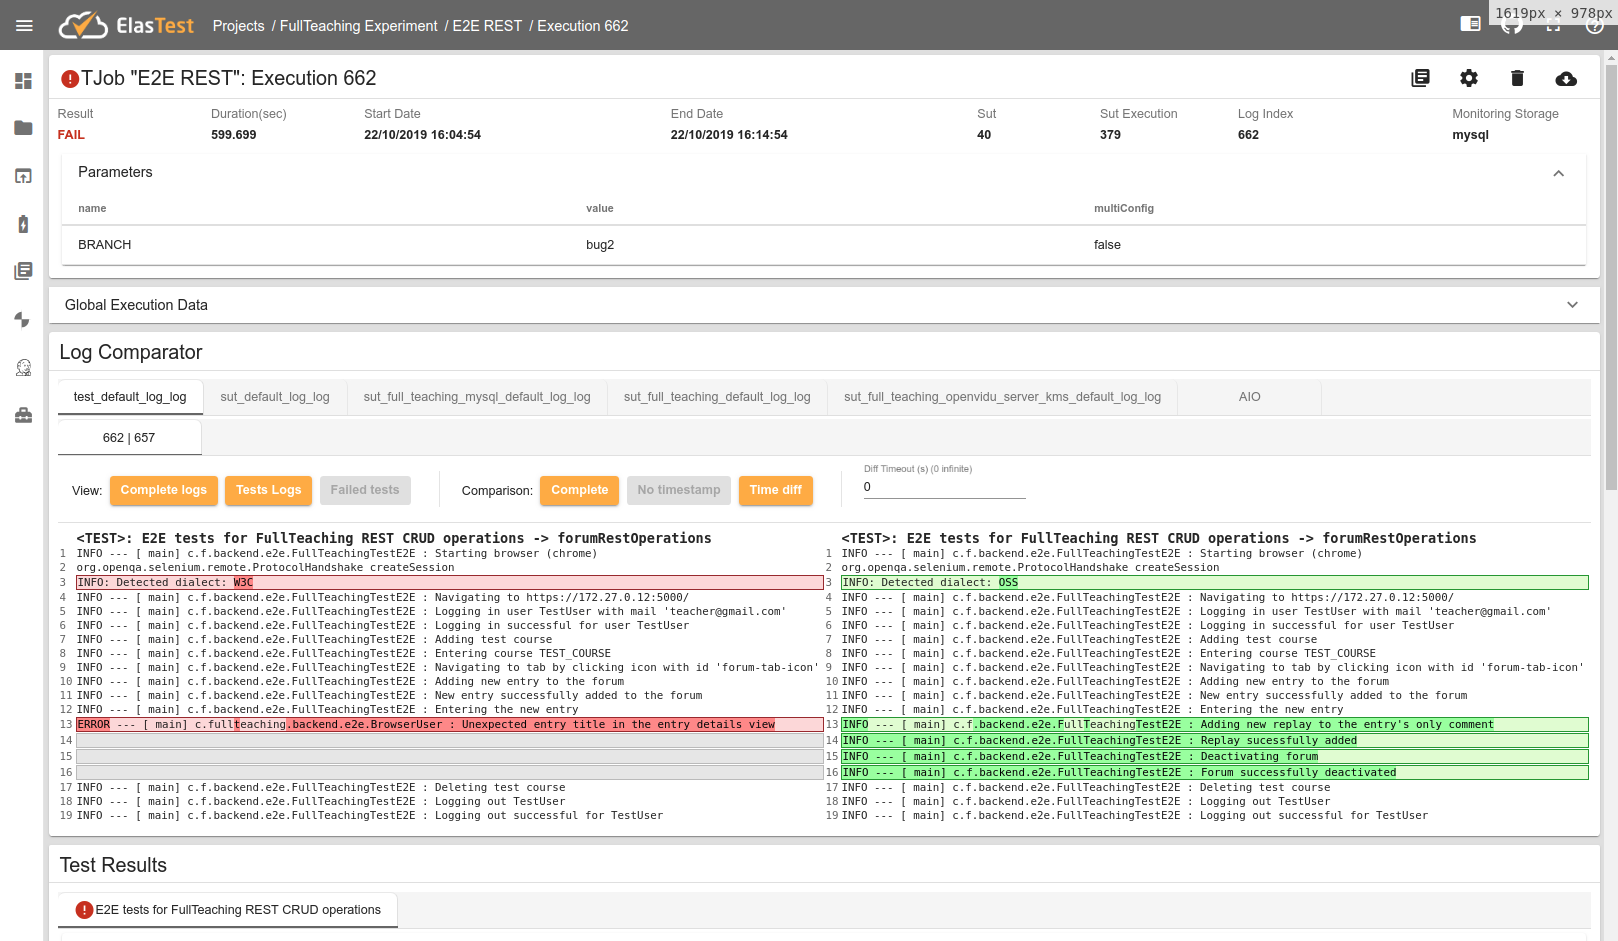 ElasTest Projects / FullTeaching Experiment / E2E REST / Execution 662
1619px × 978px
TJob "E2E REST": Execution 662
Result Duration(sec) Start Date End Date Sut Sut Execution Log Index Monitoring Storage
FAIL 599.699 22/10/2019 16:04:54 22/10/2019 16:14:54 40 379 662 mysql
Parameters
name value multiConfig
BRANCH bug2 false
Global Execution Data
Log Comparator
test_default_log_log sut_default_log_log sut_full_teaching_mysql_default_log_log sut_full_teaching_default_log_log sut_full_teaching_openvidu_server_kms_default_log_log AIO
662 | 657
Diff Timeout (s) (0 infinite)
View: Complete logs Tests Logs Failed tests Comparison: Complete No timestamp Time diff 0
<TEST>: E2E tests for FullTeaching REST CRUD operations -> forumRestOperations
1 INFO --- [ main] c.f.backend.e2e.FullTeachingTestE2E : Starting browser (chrome)
2 org.openqa.selenium.remote.ProtocolHandshake createSession
3 INFO: Detected dialect: W3C
4 INFO --- [ main] c.f.backend.e2e.FullTeachingTestE2E : Navigating to https://172.27.0.12:5000/
5 INFO --- [ main] c.f.backend.e2e.FullTeachingTestE2E : Logging in user TestUser with mail 'teacher@gmail.com'
6 INFO --- [ main] c.f.backend.e2e.FullTeachingTestE2E : Logging in successful for user TestUser
7 INFO --- [ main] c.f.backend.e2e.FullTeachingTestE2E : Adding test course
8 INFO --- [ main] c.f.backend.e2e.FullTeachingTestE2E : Entering course TEST_COURSE
9 INFO --- [ main] c.f.backend.e2e.FullTeachingTestE2E : Navigating to tab by clicking icon with id 'forum-tab-icon'
10 INFO --- [ main] c.f.backend.e2e.FullTeachingTestE2E : Adding new entry to the forum
11 INFO --- [ main] c.f.backend.e2e.FullTeachingTestE2E : New entry successfully added to the forum
12 INFO --- [ main] c.f.backend.e2e.FullTeachingTestE2E : Entering the new entry
13 ERROR --- [ main] c.fullteaching.backend.e2e.BrowserUser : Unexpected entry title in the entry details view
14
15
16
17 INFO --- [ main] c.f.backend.e2e.FullTeachingTestE2E : Deleting test course
18 INFO --- [ main] c.f.backend.e2e.FullTeachingTestE2E : Logging out TestUser
19 INFO --- [ main] c.f.backend.e2e.FullTeachingTestE2E : Logging out successful for TestUser
<TEST>: E2E tests for FullTeaching REST CRUD operations -> forumRestOperations
1 INFO --- [ main] c.f.backend.e2e.FullTeachingTestE2E : Starting browser (chrome)
2 org.openqa.selenium.remote.ProtocolHandshake createSession
3 INFO: Detected dialect: OSS
4 INFO --- [ main] c.f.backend.e2e.FullTeachingTestE2E : Navigating to https://172.27.0.12:5000/
5 INFO --- [ main] c.f.backend.e2e.FullTeachingTestE2E : Logging in user TestUser with mail 'teacher@gmail.com'
6 INFO --- [ main] c.f.backend.e2e.FullTeachingTestE2E : Logging in successful for user TestUser
7 INFO --- [ main] c.f.backend.e2e.FullTeachingTestE2E : Adding test course
8 INFO --- [ main] c.f.backend.e2e.FullTeachingTestE2E : Entering course TEST_COURSE
9 INFO --- [ main] c.f.backend.e2e.FullTeachingTestE2E : Navigating to tab by clicking icon with id 'forum-tab-icon'
10 INFO --- [ main] c.f.backend.e2e.FullTeachingTestE2E : Adding new entry to the forum
11 INFO --- [ main] c.f.backend.e2e.FullTeachingTestE2E : New entry successfully added to the forum
12 INFO --- [ main] c.f.backend.e2e.FullTeachingTestE2E : Entering the new entry
13 INFO --- [ main] c.f.backend.e2e.FullTeachingTestE2E : Adding new replay to the entry's only comment
14 INFO --- [ main] c.f.backend.e2e.FullTeachingTestE2E : Replay sucessfully added
15 INFO --- [ main] c.f.backend.e2e.FullTeachingTestE2E : Deactivating forum
16 INFO --- [ main] c.f.backend.e2e.FullTeachingTestE2E : Forum successfully deactivated
17 INFO --- [ main] c.f.backend.e2e.FullTeachingTestE2E : Deleting test course
18 INFO --- [ main] c.f.backend.e2e.FullTeachingTestE2E : Logging out TestUser
19 INFO --- [ main] c.f.backend.e2e.FullTeachingTestE2E : Logging out successful for TestUser
Test Results
E2E tests for FullTeaching REST CRUD operations